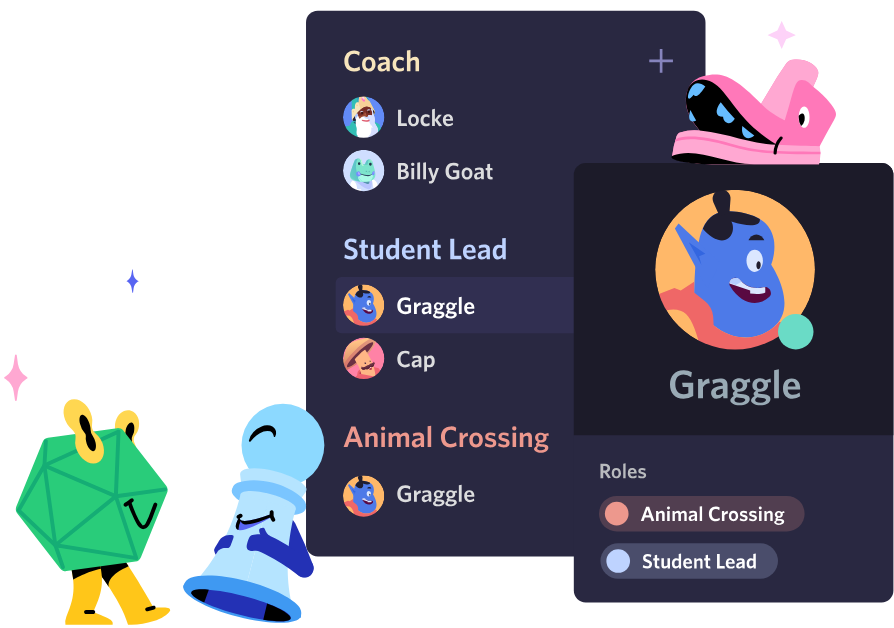 Coach
Locke
Billy Goat
Student Lead
Graggle
Cap
Animal Crossing
Graggle
Graggle
Roles
Animal Crossing
Student Lead